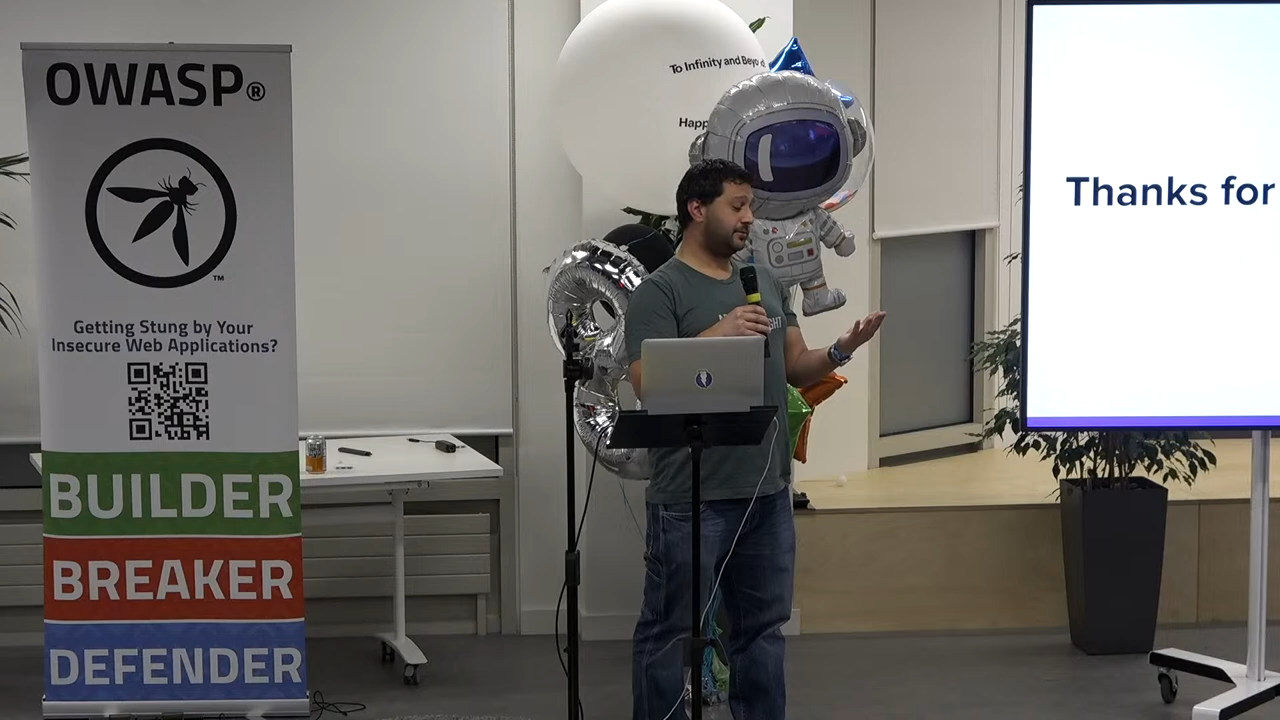 OWASP®
™
Getting Stung by Your
Insecure Web Applications?
BUILDER
BREAKER
DEFENDER
To Infinity and Beyo
Happ
Thanks for